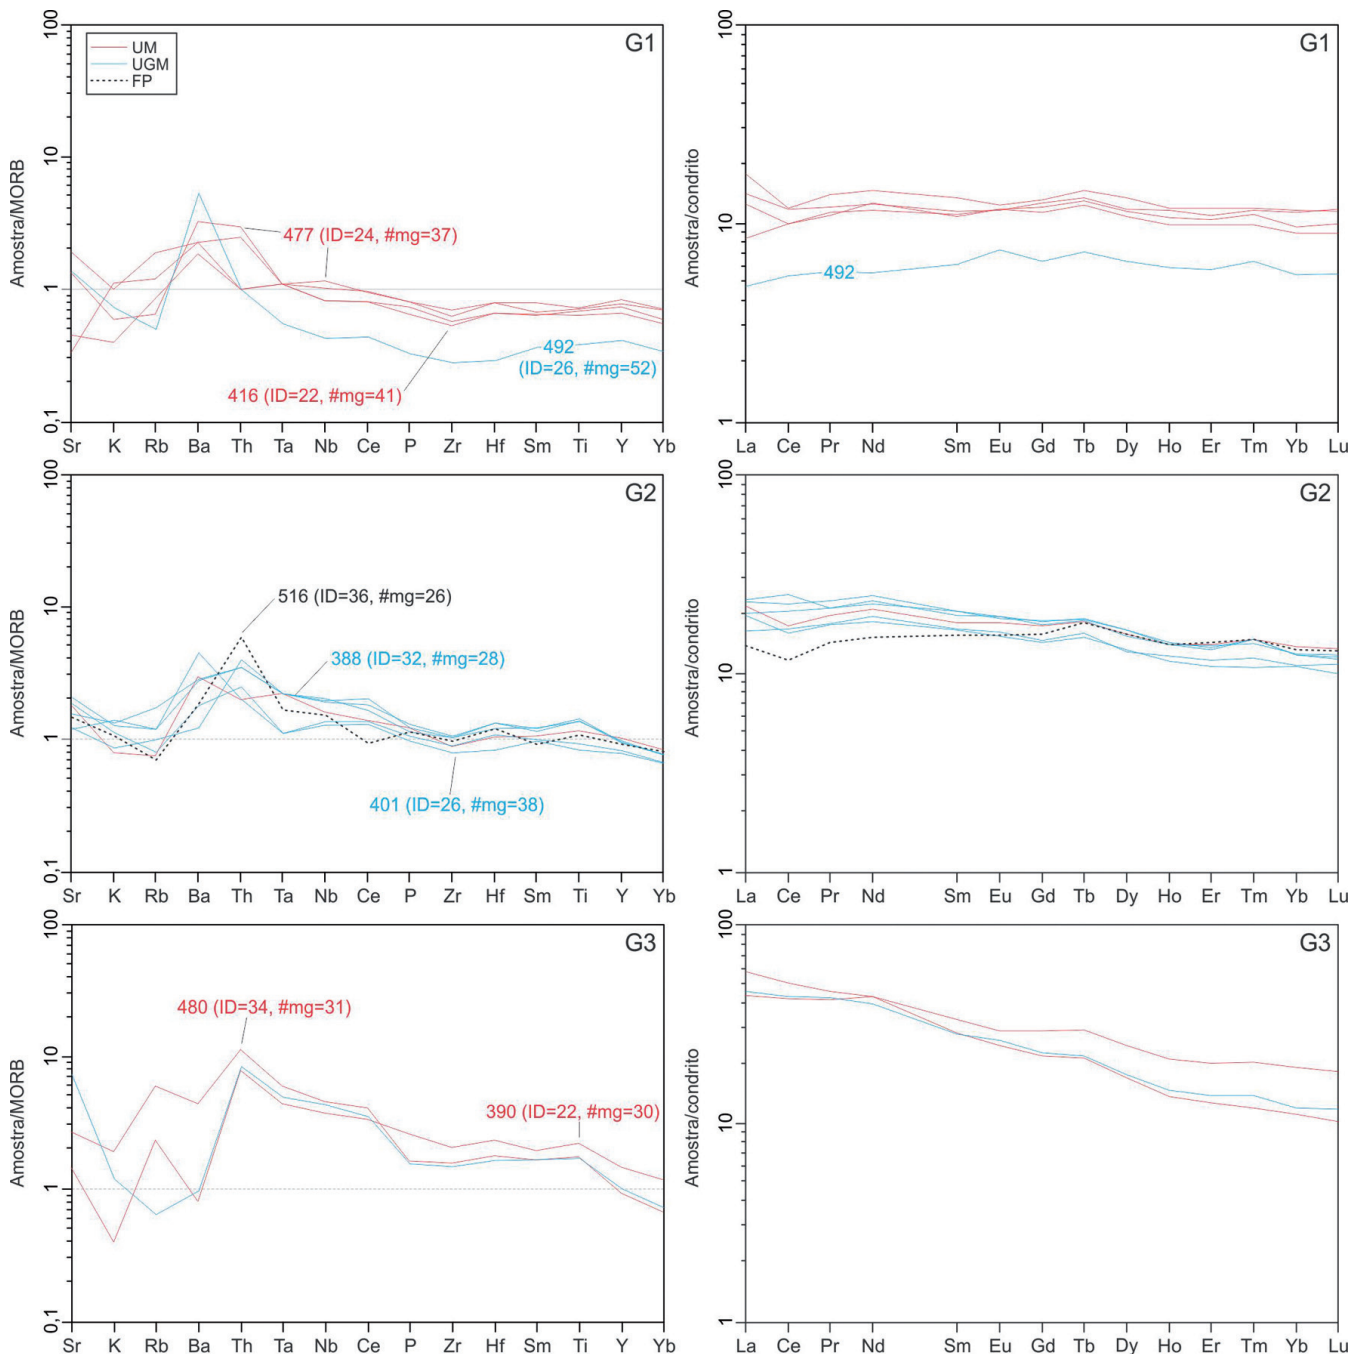 G1
UM
UGM
FP
100
10
1
0,1
Amostra/MORB
477 (ID=24, #mg=37)
492
(ID=26, #mg=52)
416 (ID=22, #mg=41)
Sr K Rb Ba Th Ta Nb Ce P Zr Hf Sm Ti Y Yb
G1
100
10
1
Amostra/condrito
492
La Ce Pr Nd Sm Eu Gd Tb Dy Ho Er Tm Yb Lu
G2
100
10
1
0,1
Amostra/MORB
516 (ID=36, #mg=26)
388 (ID=32, #mg=28)
401 (ID=26, #mg=38)
Sr K Rb Ba Th Ta Nb Ce P Zr Hf Sm Ti Y Yb
G2
100
10
1
Amostra/condrito
La Ce Pr Nd Sm Eu Gd Tb Dy Ho Er Tm Yb Lu
G3
100
10
1
0,1
Amostra/MORB
480 (ID=34, #mg=31)
390 (ID=22, #mg=30)
Sr K Rb Ba Th Ta Nb Ce P Zr Hf Sm Ti Y Yb
G3
100
10
1
Amostra/condrito
La Ce Pr Nd Sm Eu Gd Tb Dy Ho Er Tm Yb Lu